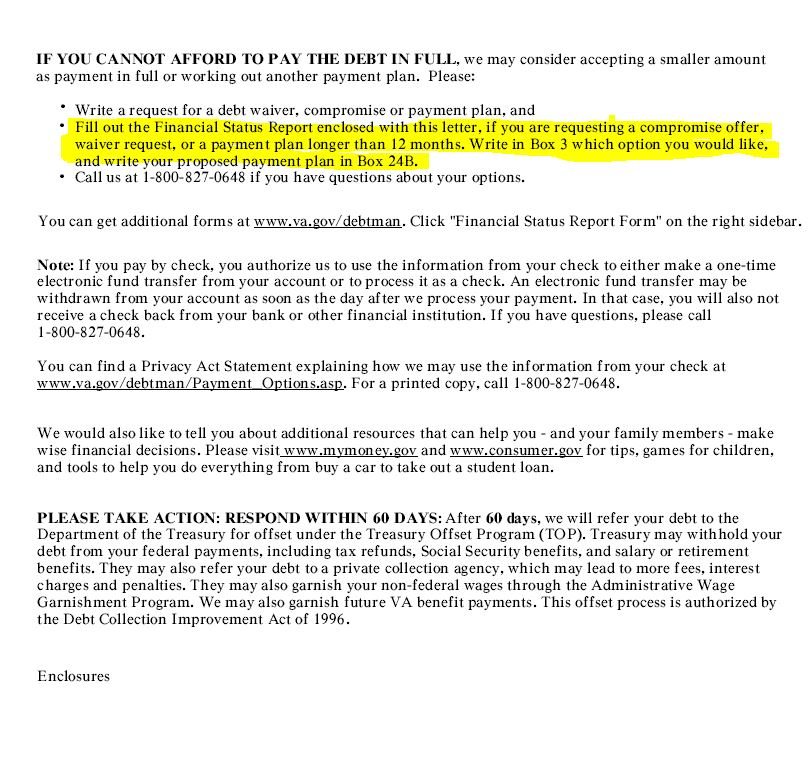 IF YOU CANNOT AFFORD TO PAY THE DEBT IN FULL, we may consider accepting a smaller amount
as payment in full or working out another payment plan. Please:
• Write a request for a debt waiver, compromise or payment plan, and
• Fill out the Financial Status Report enclosed with this letter, if you are requesting a compromise offer,
waiver request, or a payment plan longer than 12 months. Write in Box 3 which option you would like,
and write your proposed payment plan in Box 24B.
• Call us at 1-800-827-0648 if you have questions about your options.
You can get additional forms at www.va.gov/debtman. Click "Financial Status Report Form" on the right sidebar.
Note: If you pay by check, you authorize us to use the information from your check to either make a one-time
electronic fund transfer from your account or to process it as a check. An electronic fund transfer may be
withdrawn from your account as soon as the day after we process your payment. In that case, you will also not
receive a check back from your bank or other financial institution. If you have questions, please call
1-800-827-0648.
You can find a Privacy Act Statement explaining how we may use the information from your check at
www.va.gov/debtman/Payment_Options.asp. For a printed copy, call 1-800-827-0648.
We would also like to tell you about additional resources that can help you - and your family members - make
wise financial decisions. Please visit www.mymoney.gov and www.consumer.gov for tips, games for children,
and tools to help you do everything from buy a car to take out a student loan.
PLEASE TAKE ACTION: RESPOND WITHIN 60 DAYS: After 60 days, we will refer your debt to the
Department of the Treasury for offset under the Treasury Offset Program (TOP). Treasury may withhold your
debt from your federal payments, including tax refunds, Social Security benefits, and salary or retirement
benefits. They may also refer your debt to a private collection agency, which may lead to more fees, interest
charges and penalties. They may also garnish your non-federal wages through the Administrative Wage
Garnishment Program. We may also garnish future VA benefit payments. This offset process is authorized by
the Debt Collection Improvement Act of 1996.
Enclosures